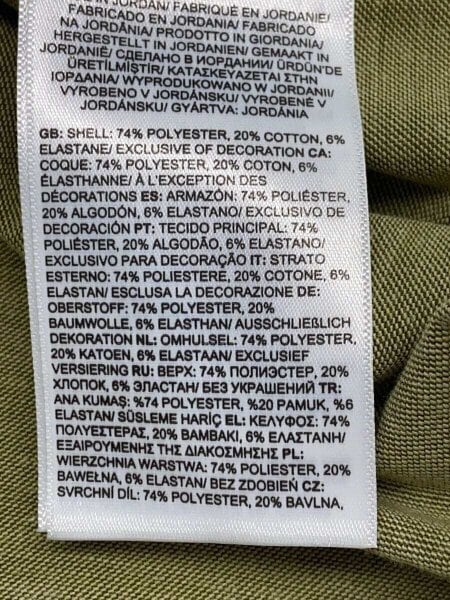 IN JORDAN/ FABRIQUÉ EN JORDANIE/
FABRICADO EN JORDANIA/ FABRICADO
NA JORDÂNIA/ PRODOTTO IN GIORDANIA/
HERGESTELLT IN JORDANIEN/ GEMAAKT IN
JORDANIË/ СДЕЛАНО В ИОРДАНИИ/ ÜRDÜN'DE
ÜRETİLMİSTİR/ ΚΑΤΑΣΚΕΥΑΖΕΤΑΙ ΣΤΗΝ
ΙΟΡΔΑΝΙΑ/ WYPRODUKOWANO W JORDANII/
VYROBENO V JORDÁNSKU/ VYROBENÉ V
JORDÁNSKU/ GYÁRTVA: JORDÁNIA
GB: SHELL: 74% POLYESTER, 20% COTTON, 6%
ELASTANE/ EXCLUSIVE OF DECORATION CA:
COQUE: 74% POLYESTER, 20% COTON, 6%
ÉLASTHANNE/ À L'EXCEPTION DES
DÉCORATIONS ES: ARMAZÓN: 74% POLIÉSTER,
20% ALGODÓN, 6% ELASTANO/ EXCLUSIVO DE
DECORACIÓN PT: TECIDO PRINCIPAL: 74%
POLIÉSTER, 20% ALGODÃO, 6% ELASTANO/
EXCLUSIVO PARA DECORAÇÃO IT: STRATO
ESTERNO: 74% POLIESTERE, 20% COTONE, 6%
ELASTAN/ ESCLUSA LA DECORAZIONE DE:
OBERSTOFF: 74% POLYESTER, 20%
BAUMWOLLE, 6% ELASTHAN/ AUSSCHLIEßLICH
DEKORATION NL: OMHULSEL: 74% POLYESTER,
20% KATOEN, 6% ELASTAAN/ EXCLUSIEF
VERSIERING RU: ВЕРХ: 74% ПОЛИЭСТЕР, 20%
ХЛОПОК, 6% ЭЛАСТАН/ БЕЗ УКРАШЕНИЙ TR:
ANA KUMAŞ: %74 POLYESTER, %20 PAMUK, %6
ELASTAN/ SÜSLEME HARİÇ EL: ΚΕΛΥΦΟΣ: 74%
ΠΟΛΥΕΣΤΕΡΑΣ, 20% ΒΑΜΒΑΚΙ, 6% ΕΛΑΣΤΑΝΗ/
ΕΞΑΙΡΟΥΜΕΝΗΣ ΤΗΣ ΔΙΑΚΟΣΜΗΣΗΣ PL:
WIERZCHNIA WARSTWA: 74% POLIESTER, 20%
BAWEŁNA, 6% ELASTAN/ BEZ ZDOBIEŃ CZ:
SVRCHNÍ DÍL: 74% POLYESTER, 20% BAVLNA,